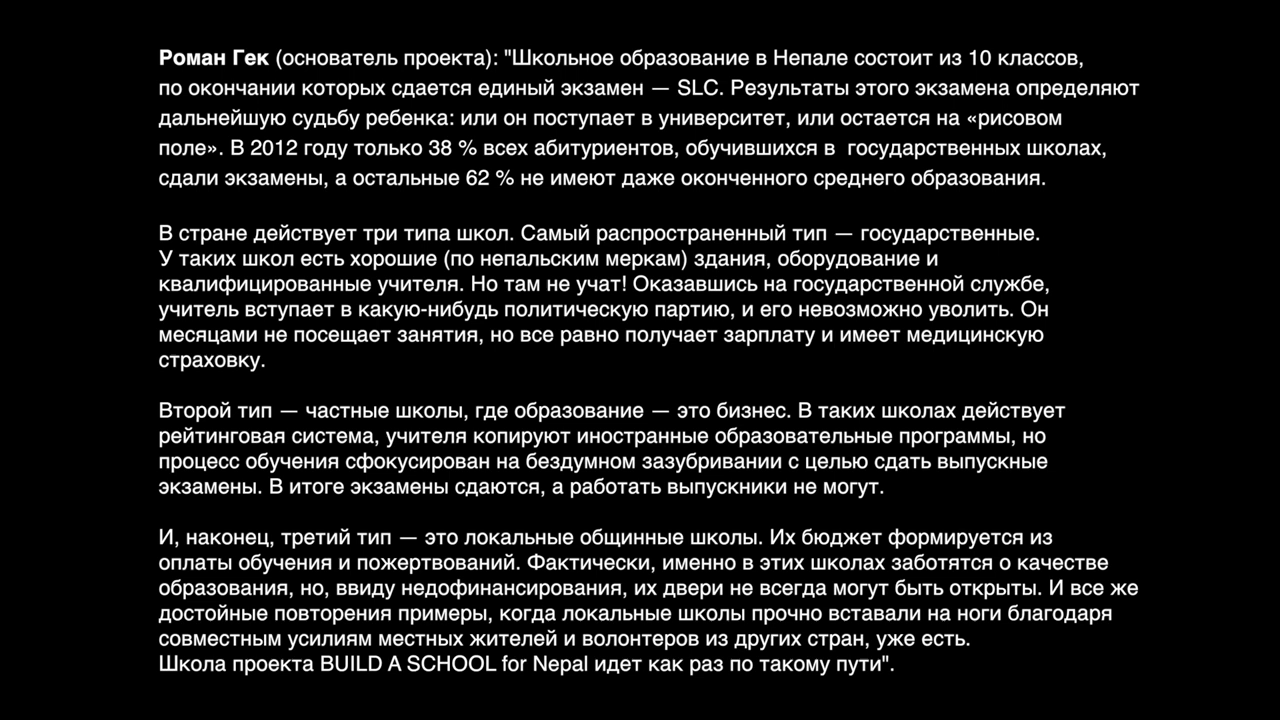 Роман Гек (основатель проекта): "Школьное образование в Непале состоит из 10 классов,
по окончании которых сдается единый экзамен — SLC. Результаты этого экзамена определяют
дальнейшую судьбу ребенка: или он поступает в университет, или остается на «рисовом
поле». В 2012 году только 38 % всех абитуриентов, обучившихся в  государственных школах,
сдали экзамены, а остальные 62 % не имеют даже оконченного среднего образования.
В стране действует три типа школ. Самый распространенный тип — государственные.
У таких школ есть хорошие (по непальским меркам) здания, оборудование и
квалифицированные учителя. Но там не учат! Оказавшись на государственной службе,
учитель вступает в какую-нибудь политическую партию, и его невозможно уволить. Он
месяцами не посещает занятия, но все равно получает зарплату и имеет медицинскую
страховку.
Второй тип — частные школы, где образование — это бизнес. В таких школах действует
рейтинговая система, учителя копируют иностранные образовательные программы, но
процесс обучения сфокусирован на бездумном зазубривании с целью сдать выпускные
экзамены. В итоге экзамены сдаются, а работать выпускники не могут.
И, наконец, третий тип — это локальные общинные школы. Их бюджет формируется из
оплаты обучения и пожертвований. Фактически, именно в этих школах заботятся о качестве
образования, но, ввиду недофинансирования, их двери не всегда могут быть открыты. И все же
достойные повторения примеры, когда локальные школы прочно вставали на ноги благодаря
совместным усилиям местных жителей и волонтеров из других стран, уже есть.
Школа проекта BUILD A SCHOOL for Nepal идет как раз по такому пути".